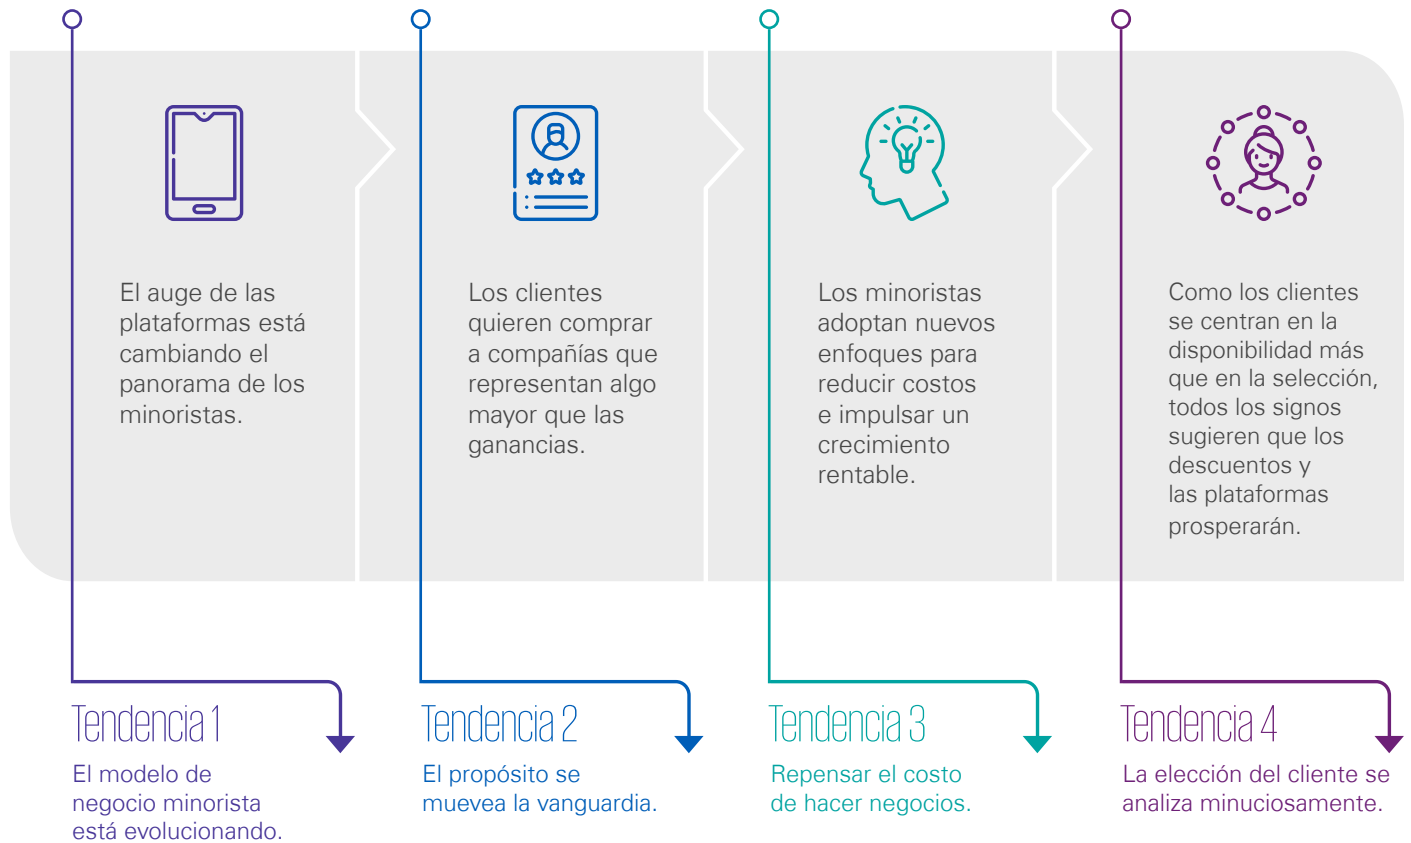 El auge de las
plataformas está
cambiando el
panorama de los
minoristas.
Los clientes
quieren comprar
a compañías que
representan algo
mayor que las
ganancias.
Los minoristas
adoptan nuevos
enfoques para
reducir costos
e impulsar un
crecimiento
rentable.
Como los clientes
se centran en la
disponibilidad más
que en la selección,
todos los signos
sugieren que los
descuentos y
las plataformas
prosperarán.
Tendencia 1
El modelo de
negocio minorista
está evolucionando.
Tendencia 2
El propósito se
muevea la vanguardia.
Tendencia 3
Repensar el costo
de hacer negocios.
Tendencia 4
La elección del cliente se
analiza minuciosamente.